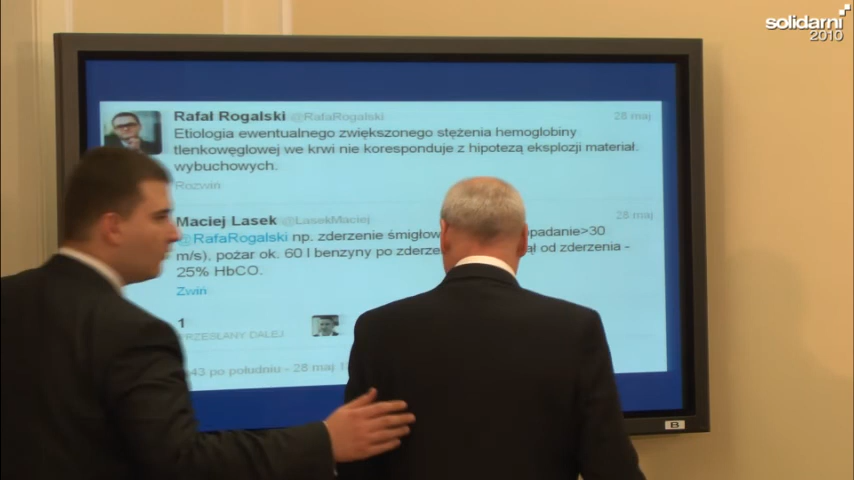 solidarni
2010
Rafał Rogalski @RafaRogalski 28 maj
Etiologia ewentualnego zwiększonego stężenia hemoglobiny
tlenkowęglowej we krwi nie koresponduje z hipotezą eksplozji materiał.
wybuchowych.
Rozwiń
Maciej Lasek @LasekMaciej 28 maj
@RafaRogalski np. zderzenie śmigłow opadanie>30
m/s), pożar ok. 60 l benzyny po zderze od zderzenia -
25% HbCO.
Zwiń
1
PRZESŁANY DALEJ
43 po południu - 28 maj
B